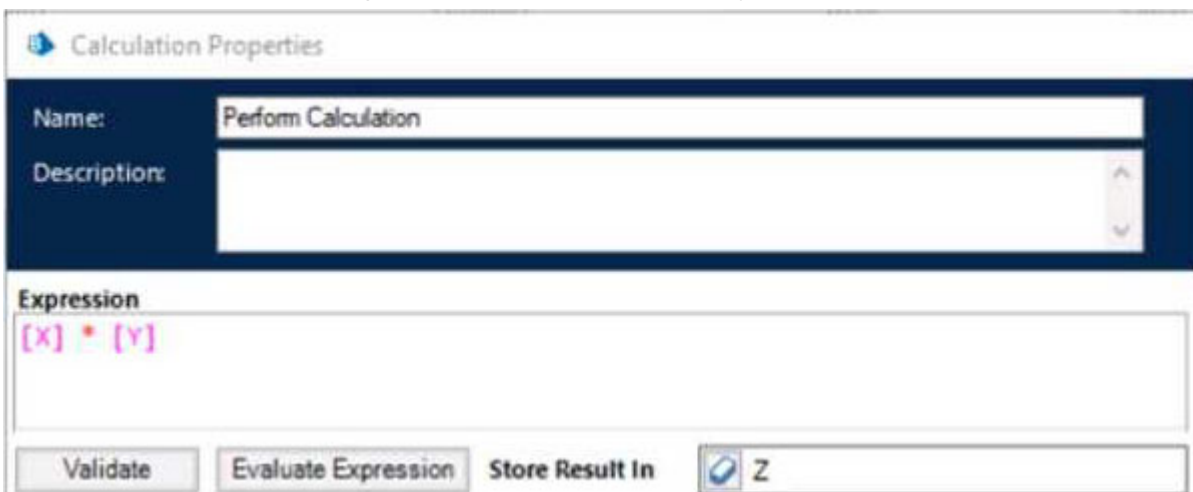 Calculation Properties
Name: Perform Calculation
Description:
Expression
[X] * [Y]
Validate Evaluate Expression Store Result In Z